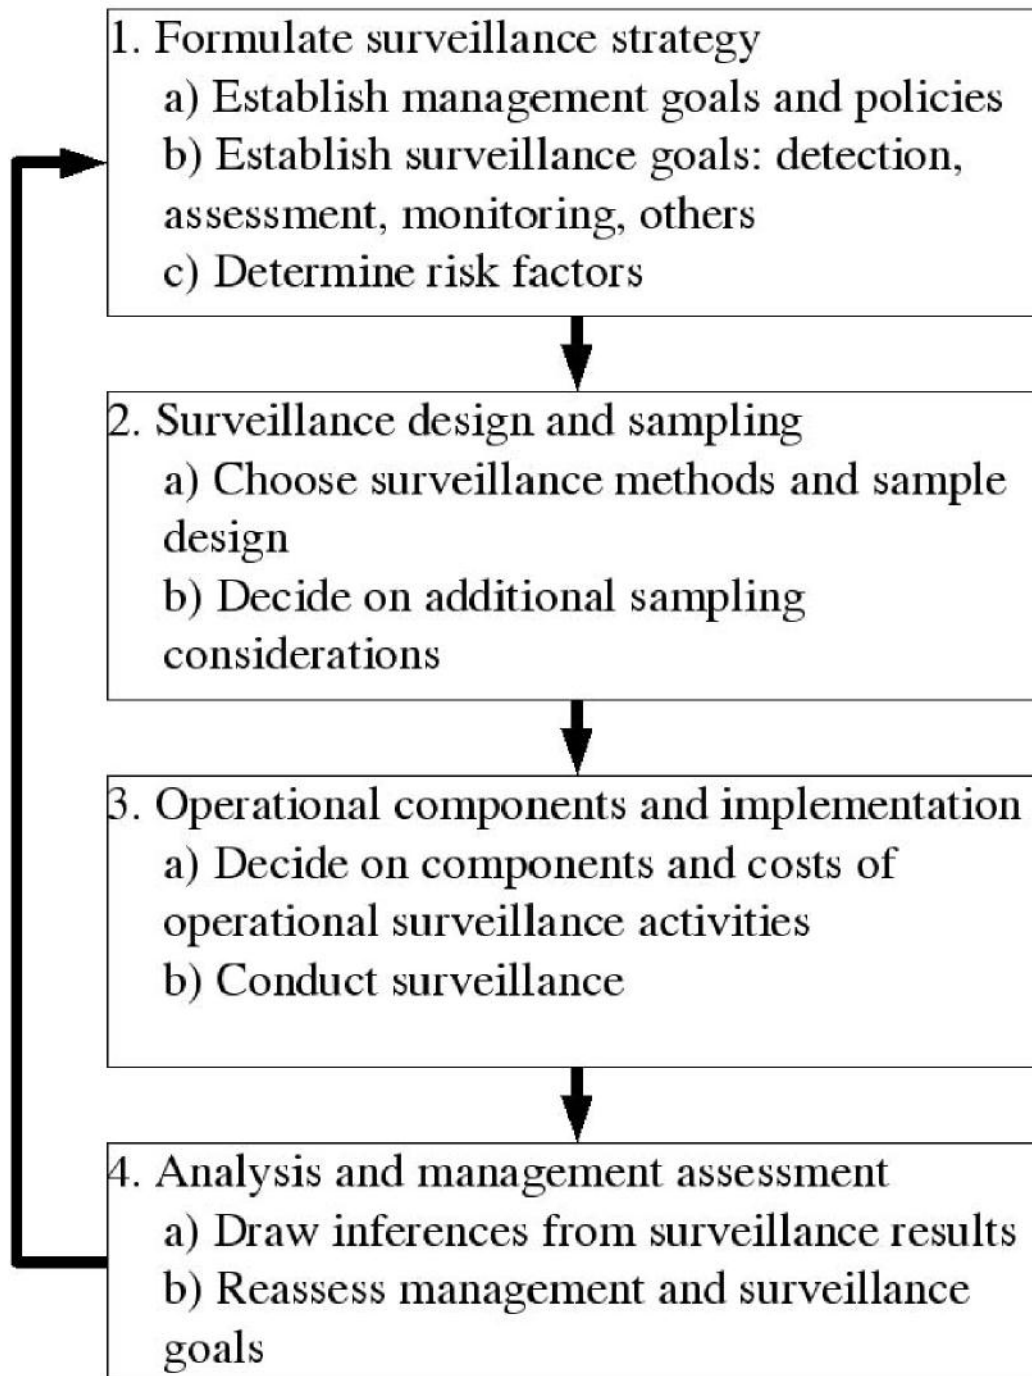 1. Formulate surveillance strategy
a) Establish management goals and policies
b) Establish surveillance goals: detection,
assessment, monitoring, others
c) Determine risk factors
2. Surveillance design and sampling
a) Choose surveillance methods and sample
design
b) Decide on additional sampling
considerations
3. Operational components and implementation
a) Decide on components and costs of
operational surveillance activities
b) Conduct surveillance
4. Analysis and management assessment
a) Draw inferences from surveillance results
b) Reassess management and surveillance
goals